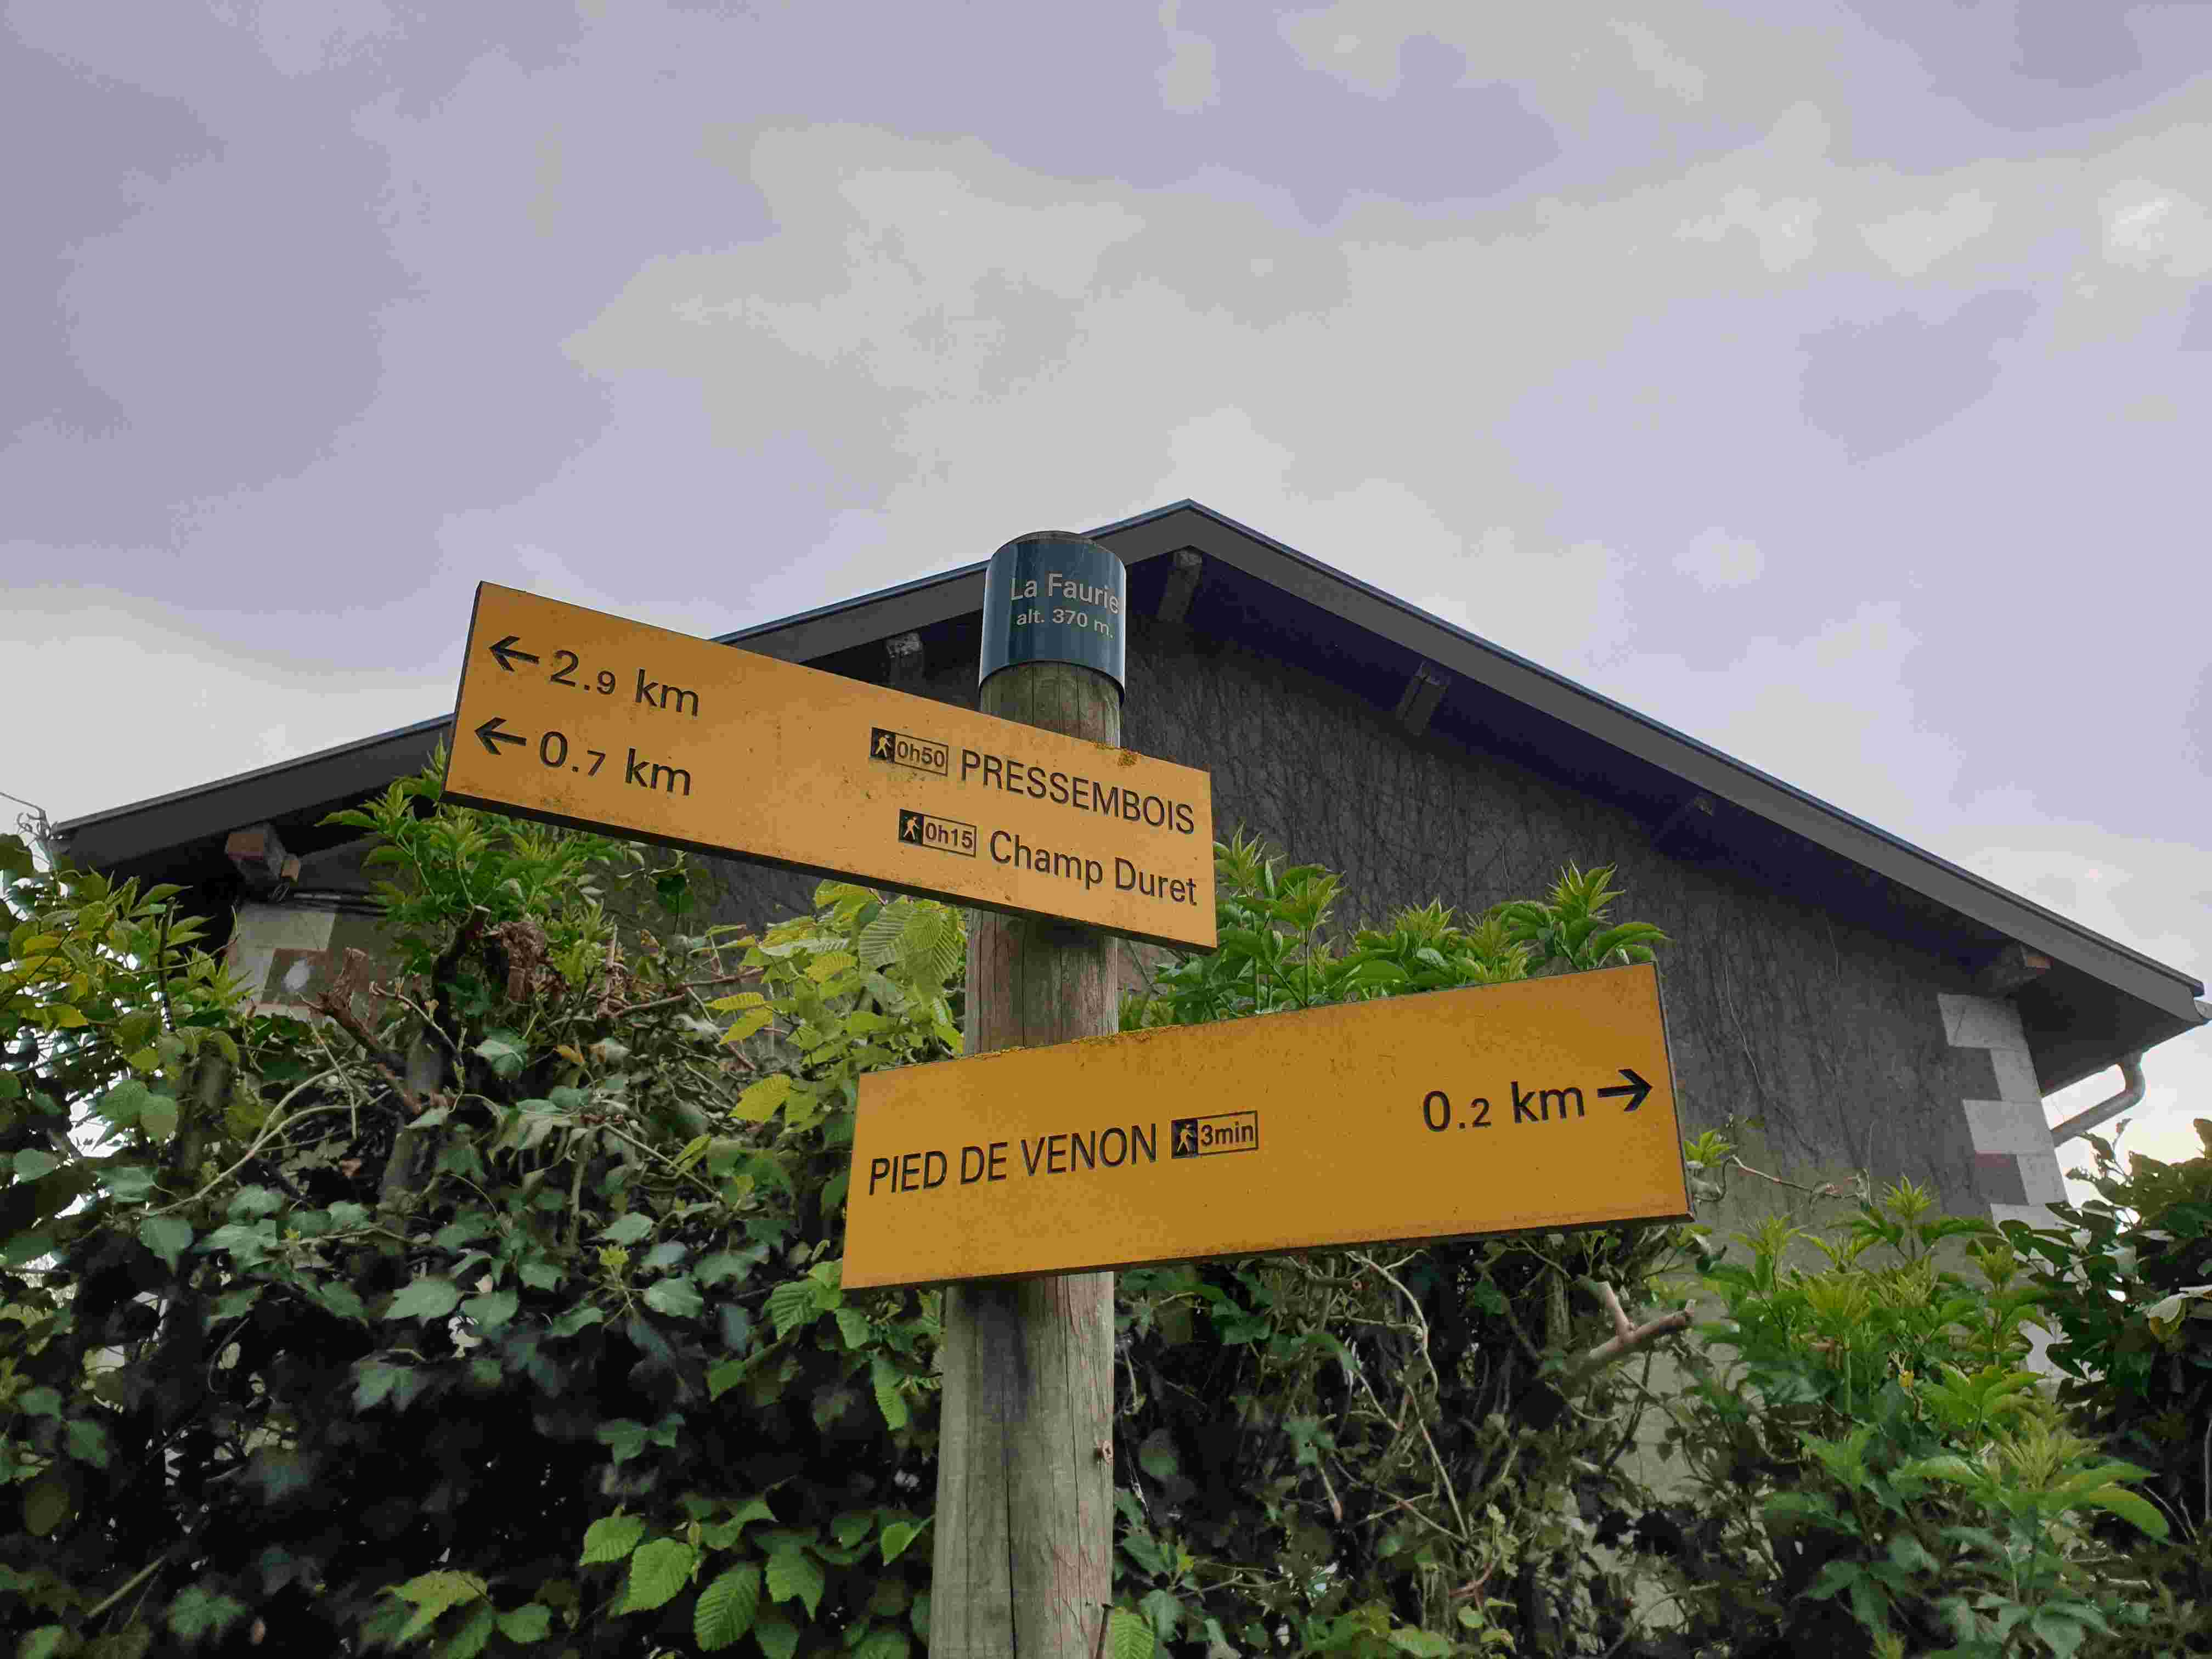 La Faurie
alt. 370 m.
← 2.9 km 0h50 PRESSEMBOIS
← 0.7 km 0h15 Champ Duret
PIED DE VENON 3min 0.2 km →